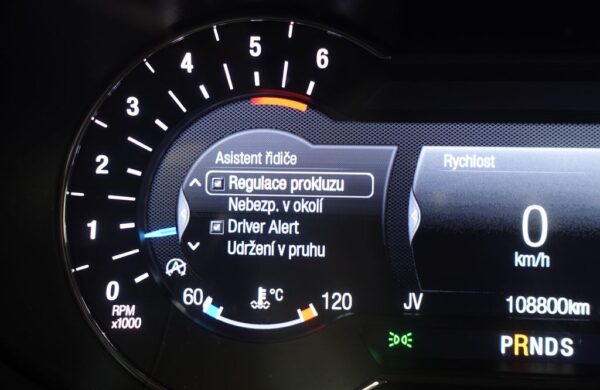 5
4
6
3
2
1
0
RPM
x1000
Asistent řidiče
Regulace prokluzu
Nebezp. v okolí
Driver Alert
Udržení v pruhu
60 °C 120
Rychlost
0
km/h
JV 108800km
PRNDS